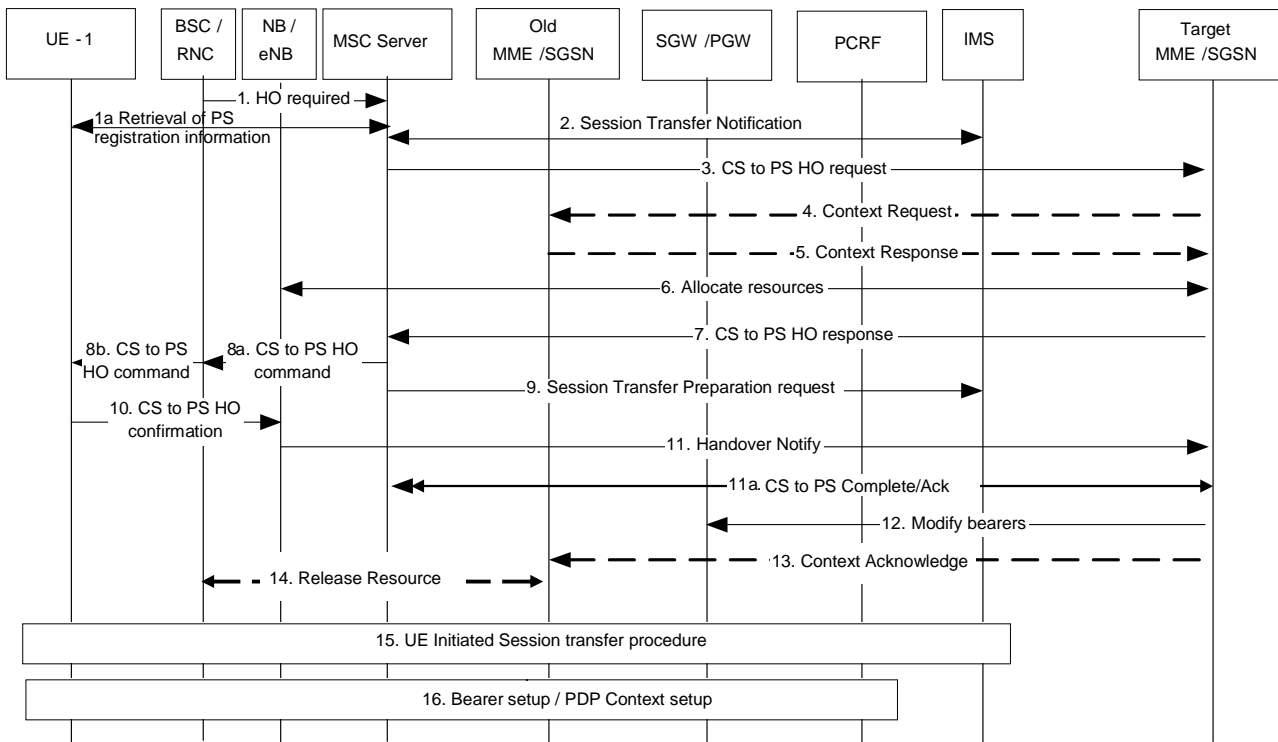 UE - 1
BSC /
RNC
NB /
eNB
MSC Server
Old
MME /SGSN
SGW /PGW
PCRF
IMS
Target
MME /SGSN
1. HO required
1a Retrieval of PS
registration information
2. Session Transfer Notification
3. CS to PS HO request
4. Context Request
5. Context Response
6. Allocate resources
7. CS to PS HO response
8b. CS to PS
HO command
8a. CS to PS HO
command
9. Session Transfer Preparation request
10. CS to PS HO
confirmation
11. Handover Notify
11a. CS to PS Complete/Ack
12. Modify bearers
13. Context Acknowledge
14. Release Resource
15. UE Initiated Session transfer procedure
16. Bearer setup / PDP Context setup